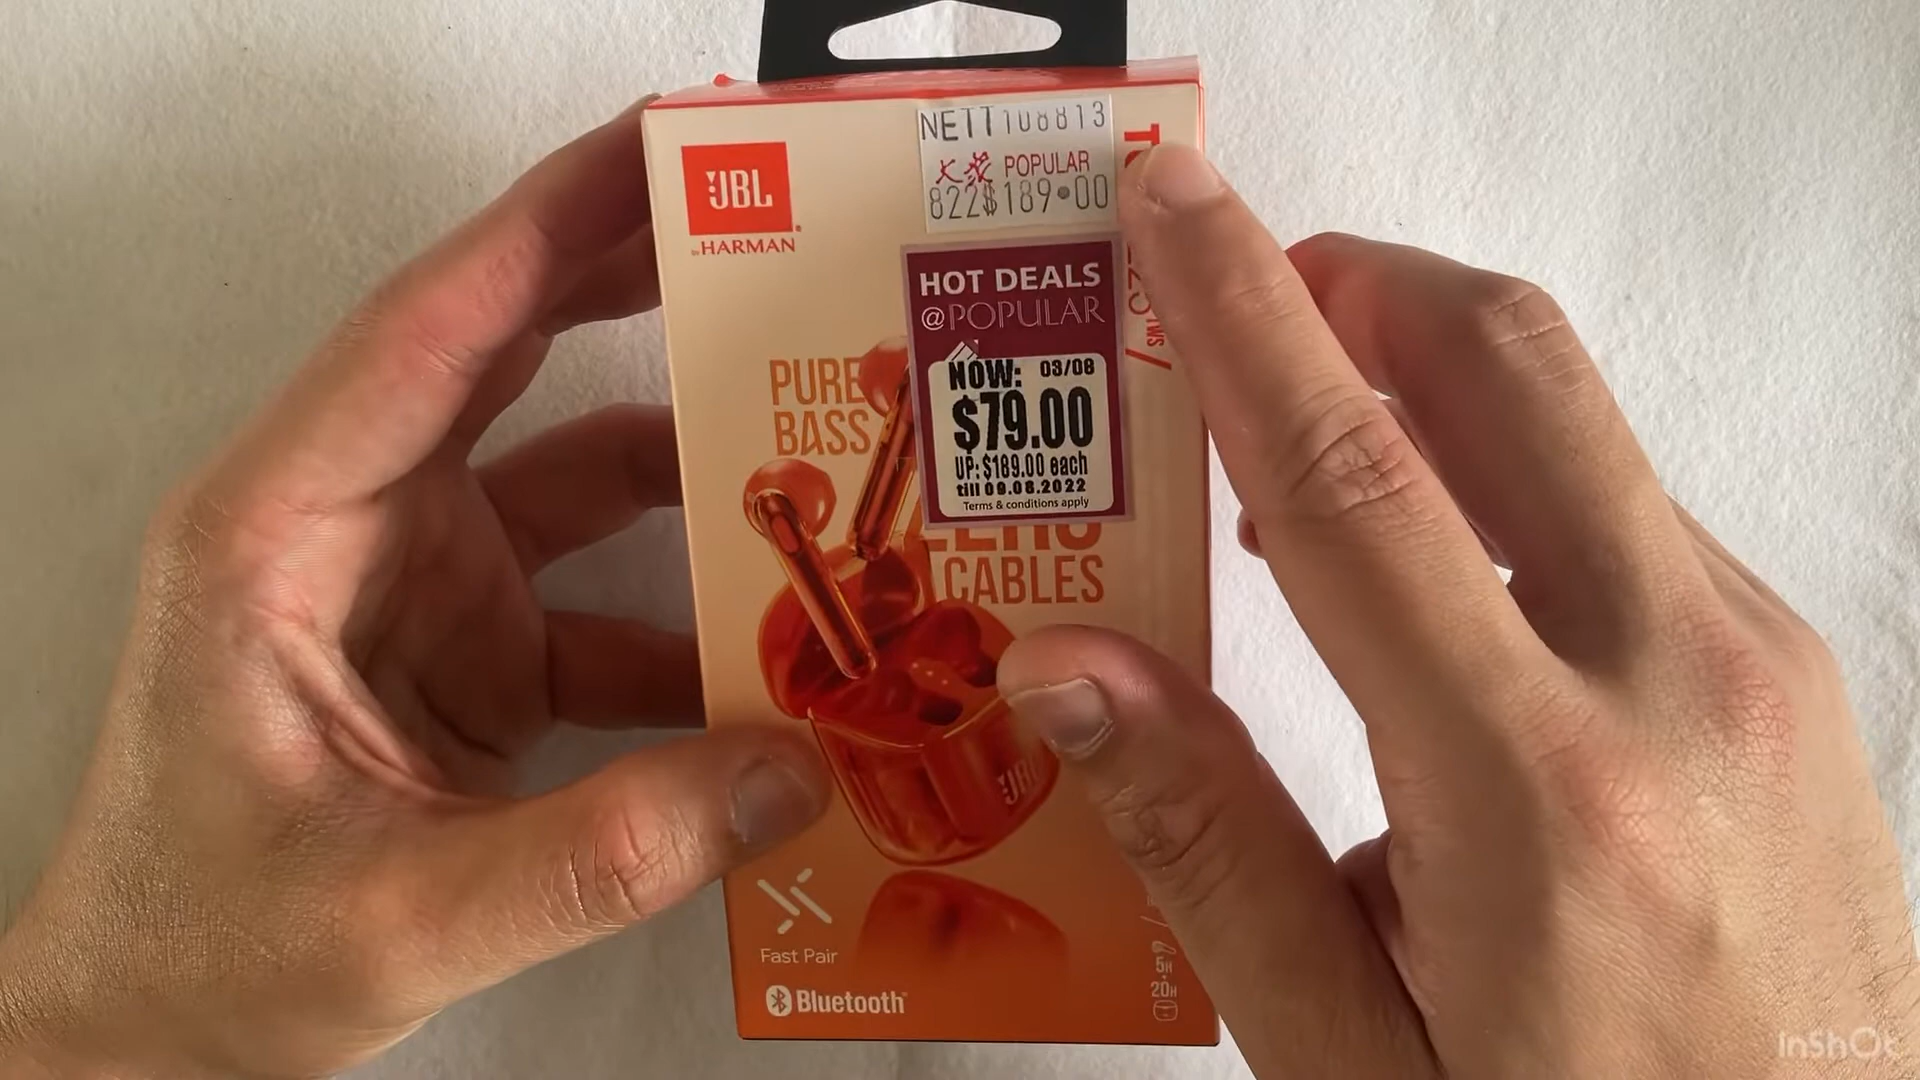 JBL
by HARMAN
NETT 108813
大众 POPULAR
822$189.00
HOT DEALS
@POPULAR
NOW: 03/08
$79.00
UP:$189.00 each
till 09.08.2022
Terms & conditions apply
PURE
BASS
CABLES
TWS
JBL
Fast Pair
Bluetooth
5H
20H
InShOt